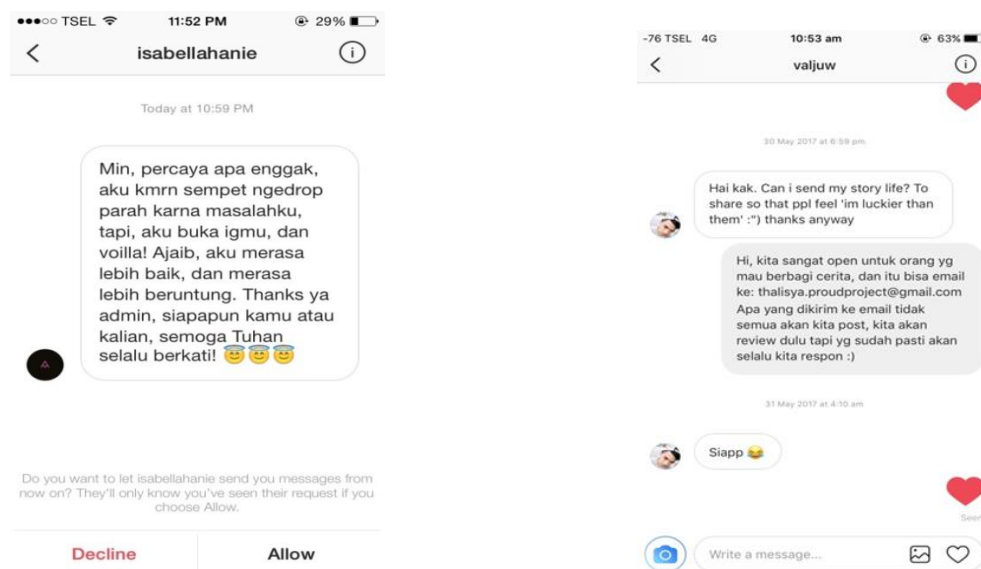 TSEL 11:52 PM 29%
isabellahanie
Today at 10:59 PM
Min, percaya apa enggak,
aku kmrn sempet ngedrop
parah karna masalahku,
tapi, aku buka igmu, dan
voilla! Ajaib, aku merasa
lebih baik, dan merasa
lebih beruntung. Thanks ya
admin, siapapun kamu atau
kalian, semoga Tuhan
selalu berkati! 😇😇😇
Do you want to let isabellahanie send you messages from
now on? They'll only know you've seen their request if you
choose Allow.
Decline Allow
-76 TSEL 4G 10:53 am 63%
valjuw
30 May 2017 at 6:59 pm
Hai kak. Can i send my story life? To
share so that ppl feel 'im luckier than
them' :") thanks anyway
Hi, kita sangat open untuk orang yg
mau berbagi cerita, dan itu bisa email
ke: thalisya.proudproject@gmail.com
Apa yang dikirim ke email tidak
semua akan kita post, kita akan
review dulu tapi yg sudah pasti akan
selalu kita respon :)
31 May 2017 at 4:10 am
Siapp 😂
Seen
Write a message...